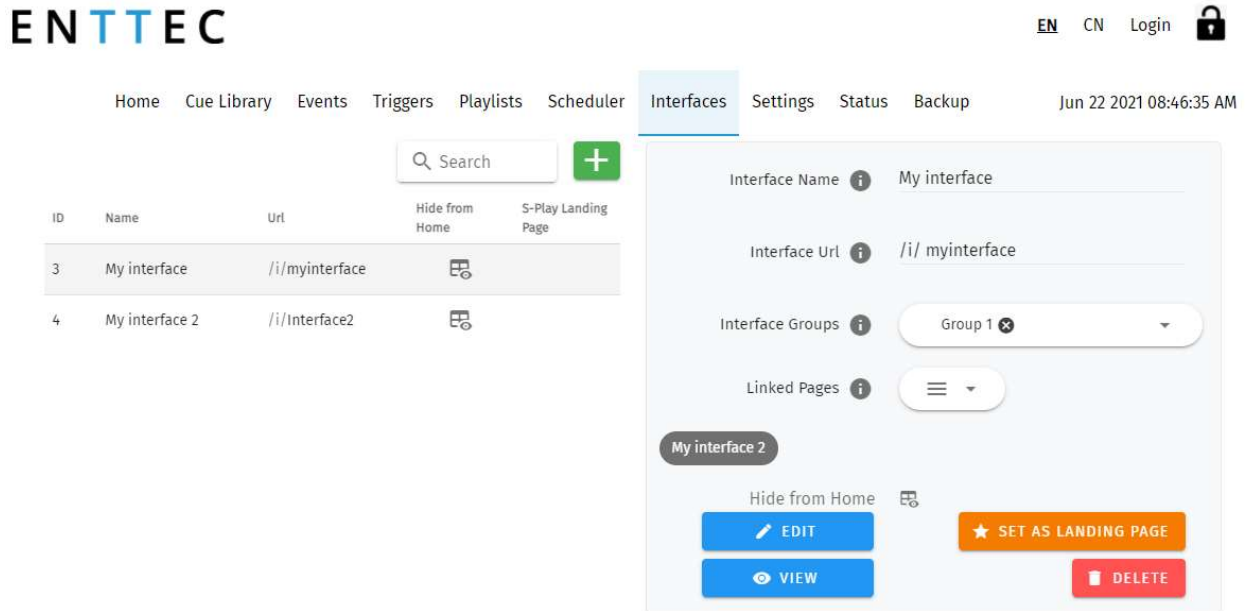 ENTTEC
EN CN Login
Home Cue Library Events Triggers Playlists Scheduler Interfaces Settings Status Backup Jun 22 2021 08:46:35 AM
Search
ID Name Url Hide from Home S-Play Landing Page
3 My interface /i/myinterface
4 My interface 2 /i/Interface2
Interface Name My interface
Interface Url /i/ myinterface
Interface Groups Group 1
Linked Pages
My interface 2
Hide from Home
EDIT SET AS LANDING PAGE
VIEW DELETE